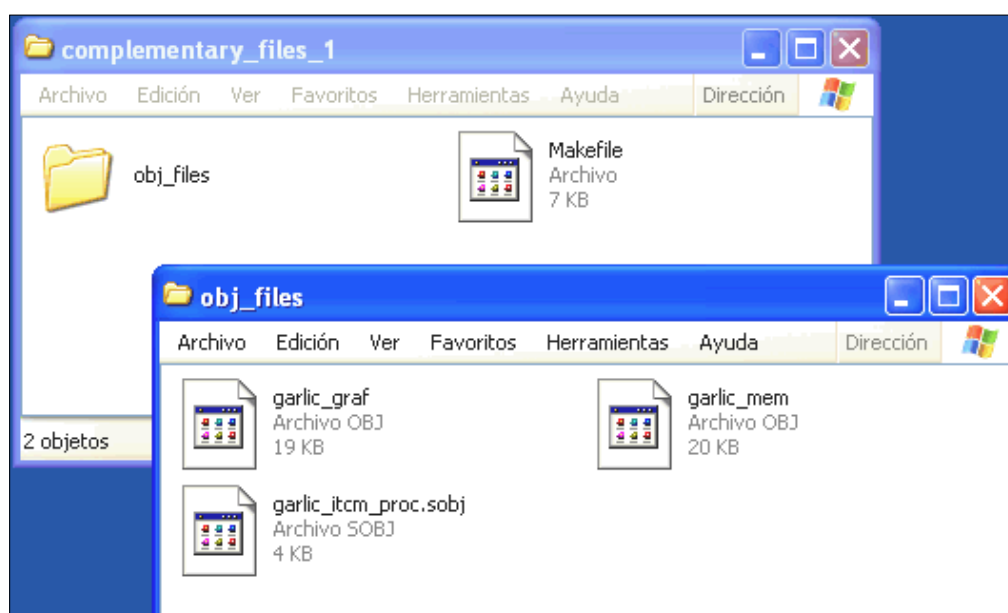 complementary_files_1
Archivo Edición Ver Favoritos Herramientas Ayuda Dirección
obj_files
Makefile
Archivo
7 KB
2 objetos
obj_files
Archivo Edición Ver Favoritos Herramientas Ayuda Dirección
garlic_graf
Archivo OBJ
19 KB
garlic_mem
Archivo OBJ
20 KB
garlic_itcm_proc.sobj
Archivo SOBJ
4 KB